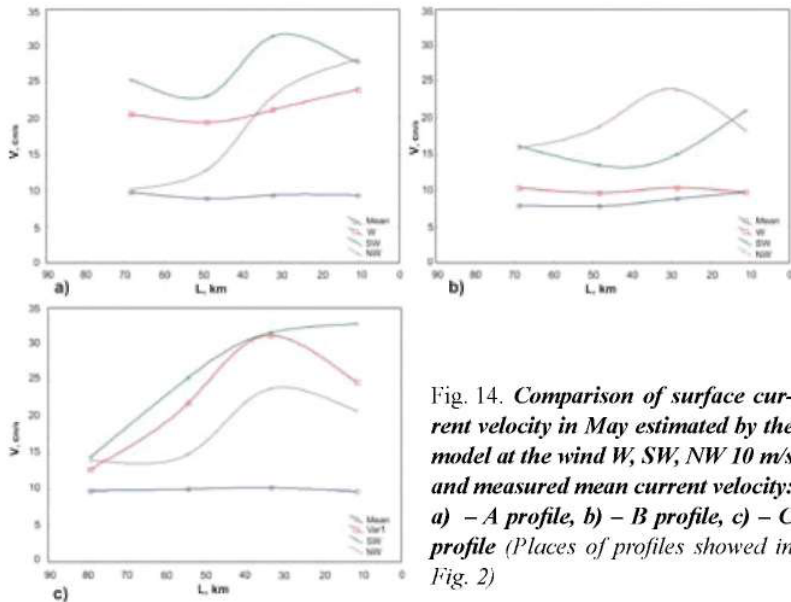 35
30
25
20
15
10
5
0
V, cm/s
Mean
W
SW
NW
90 80 70 60 50 40 30 20 10 0
a) L, km
35
30
25
20
15
10
5
0
V, cm/s
Mean
W
SW
NW
90 80 70 60 50 40 30 20 10 0
L, km b)
35
30
25
20
15
10
5
0
V, cm/s
Mean
Var1
SW
NW
90 80 70 60 50 40 30 20 10 0
c) L, km
Fig. 14. Comparison of surface cur-
rent velocity in May estimated by the
model at the wind W, SW, NW 10 m/s
and measured mean current velocity:
a) – A profile, b) – B profile, c) – C
profile (Places of profiles showed in
Fig. 2)